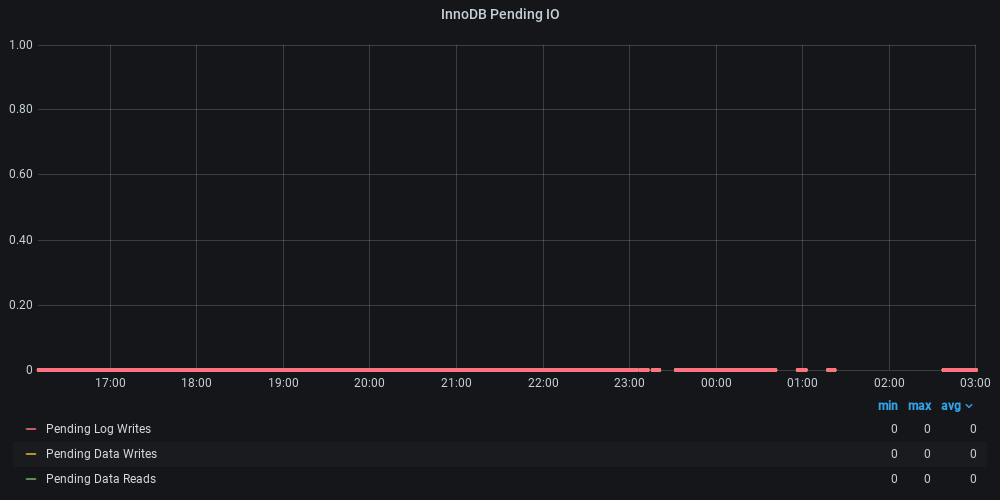 InnoDB Pending IO
1.00
0.80
0.60
0.40
0.20
0
17:00 18:00 19:00 20:00 21:00 22:00 23:00 00:00 01:00 02:00 03:00
min max avg
Pending Log Writes 0 0 0
Pending Data Writes 0 0 0
Pending Data Reads 0 0 0